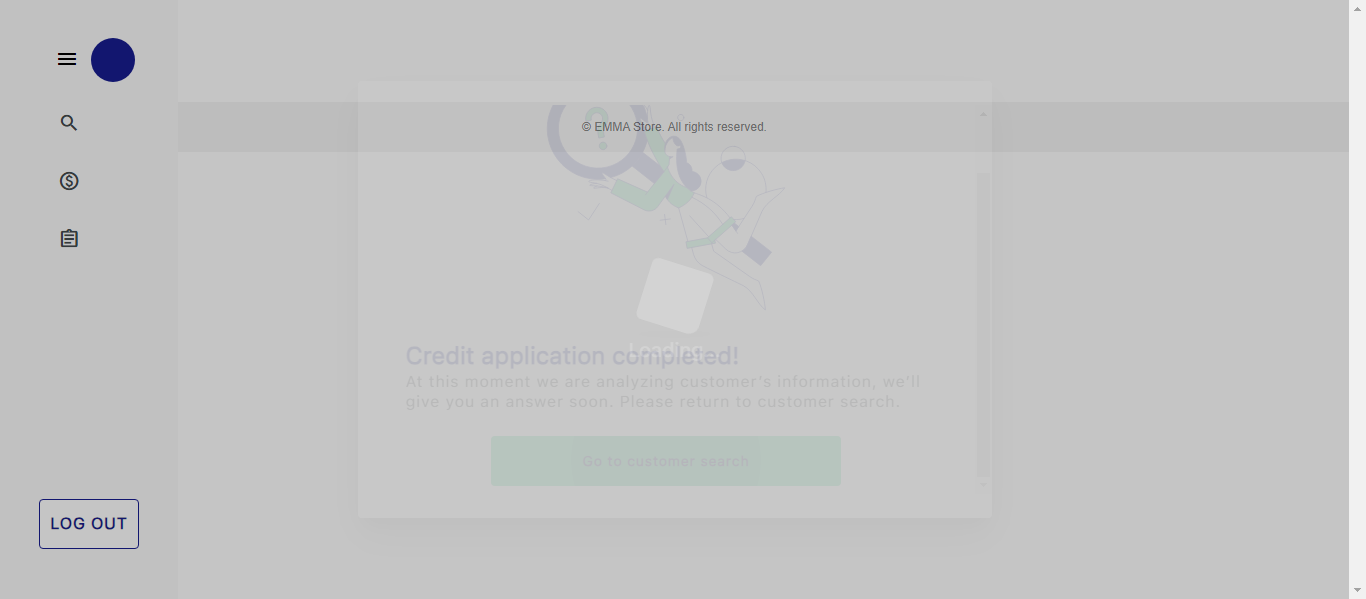 © EMMA Store. All rights reserved.
Loading...
Credit application completed!
At this moment we are analyzing customer's information, we'll
give you an answer soon. Please return to customer search.
Go to customer search
LOG OUT